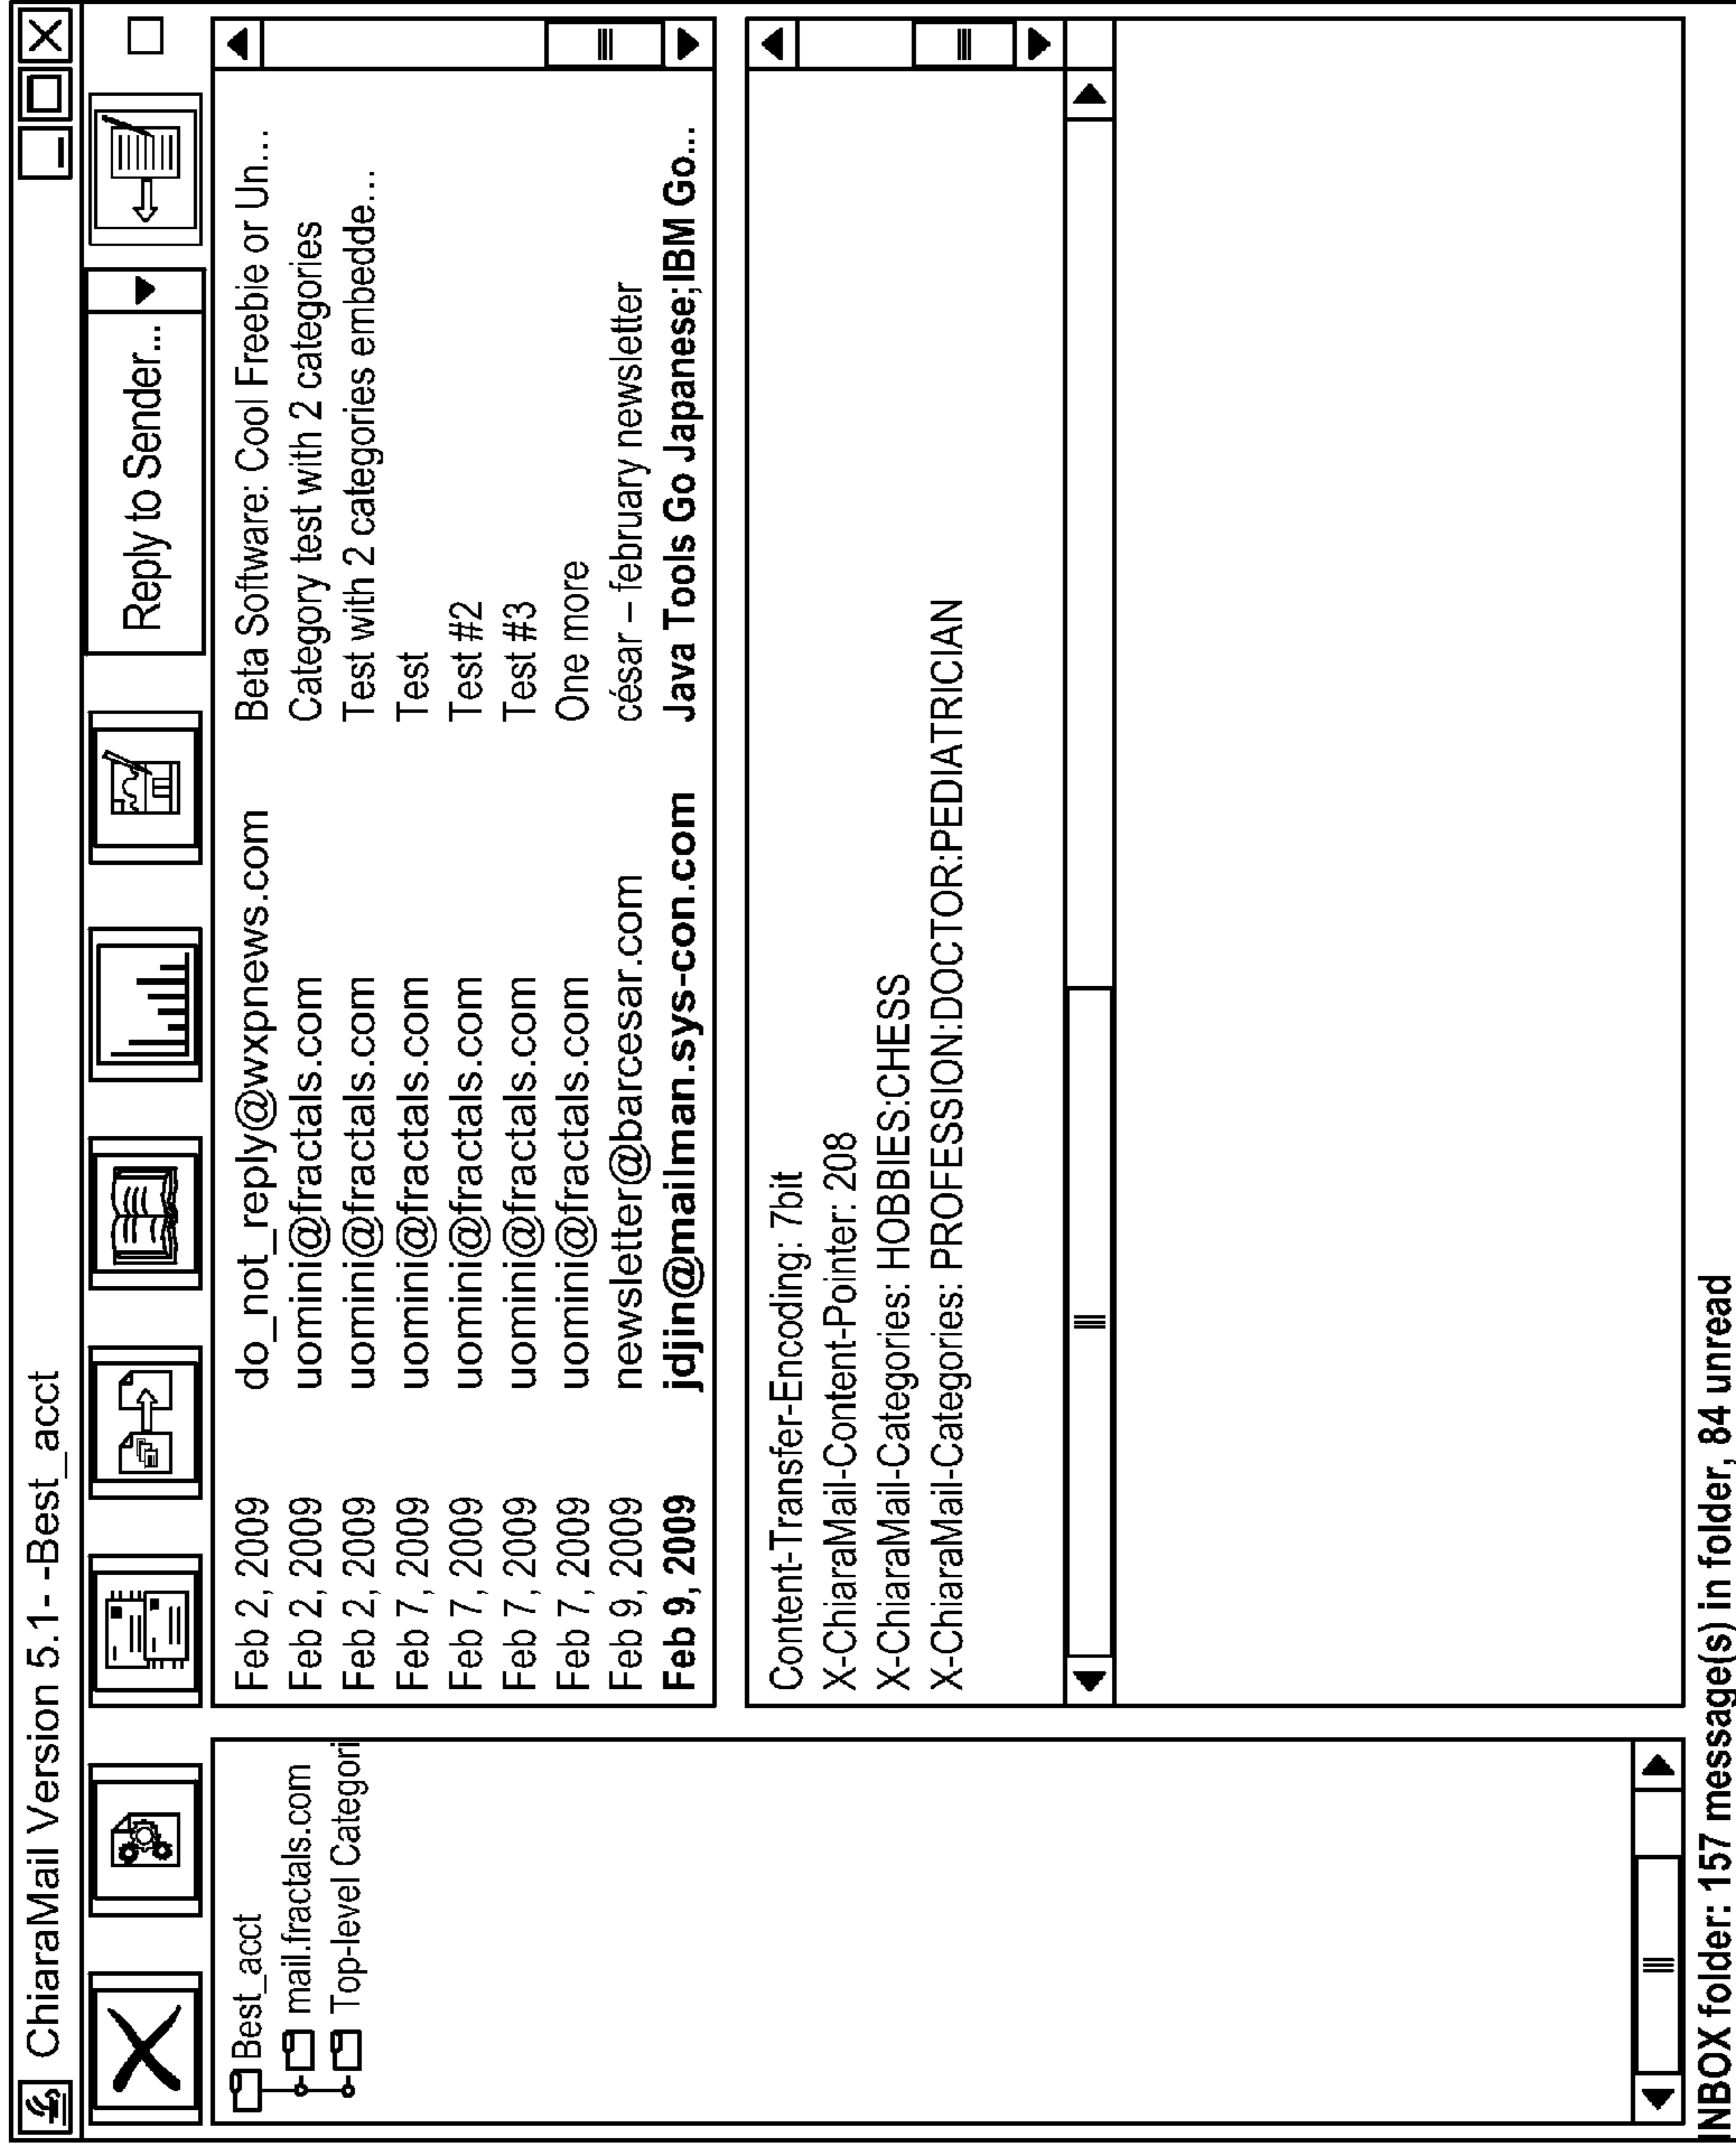 ChiaraMail Version 5.1- -Best_acct
Reply to Sender...
Best_acct
mail.fractals.com
Top-level Categori
Feb 2, 2009 do_not_reply@wxpnews.com Beta Software: Cool Freebie or Un...
Feb 2, 2009 uomini@fractals.com Category test with 2 categories
Feb 2, 2009 uomini@fractals.com Test with 2 categories embedde...
Feb 7, 2009 uomini@fractals.com Test
Feb 7, 2009 uomini@fractals.com Test #2
Feb 7, 2009 uomini@fractals.com Test #3
Feb 7, 2009 uomini@fractals.com One more
Feb 9, 2009 newsletter@barcesar.com césar – february newsletter
Feb 9, 2009 jdjin@mailman.sys-con.com Java Tools Go Japanese;IBM Go...
Content-Transfer-Encoding: 7bit
X-ChiaraMail-Content-Pointer: 208
X-ChiaraMail-Categories: HOBBIES:CHESS
X-ChiaraMail-Categories: PROFESSION:DOCTOR:PEDIATRICIAN
INBOX folder: 157 message(s) in folder, 84 unread